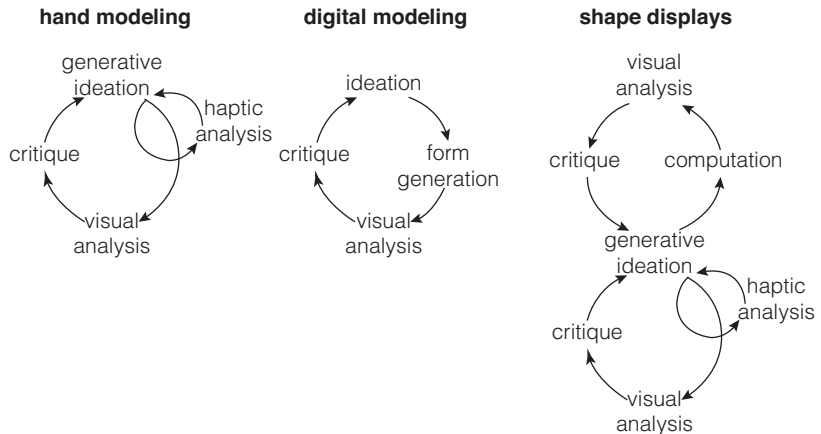 hand modeling
generative
ideation
haptic
analysis
critique
visual
analysis
digital modeling
ideation
form
generation
critique
visual
analysis
shape displays
visual
analysis
critique
computation
generative
ideation
haptic
analysis
critique
visual
analysis